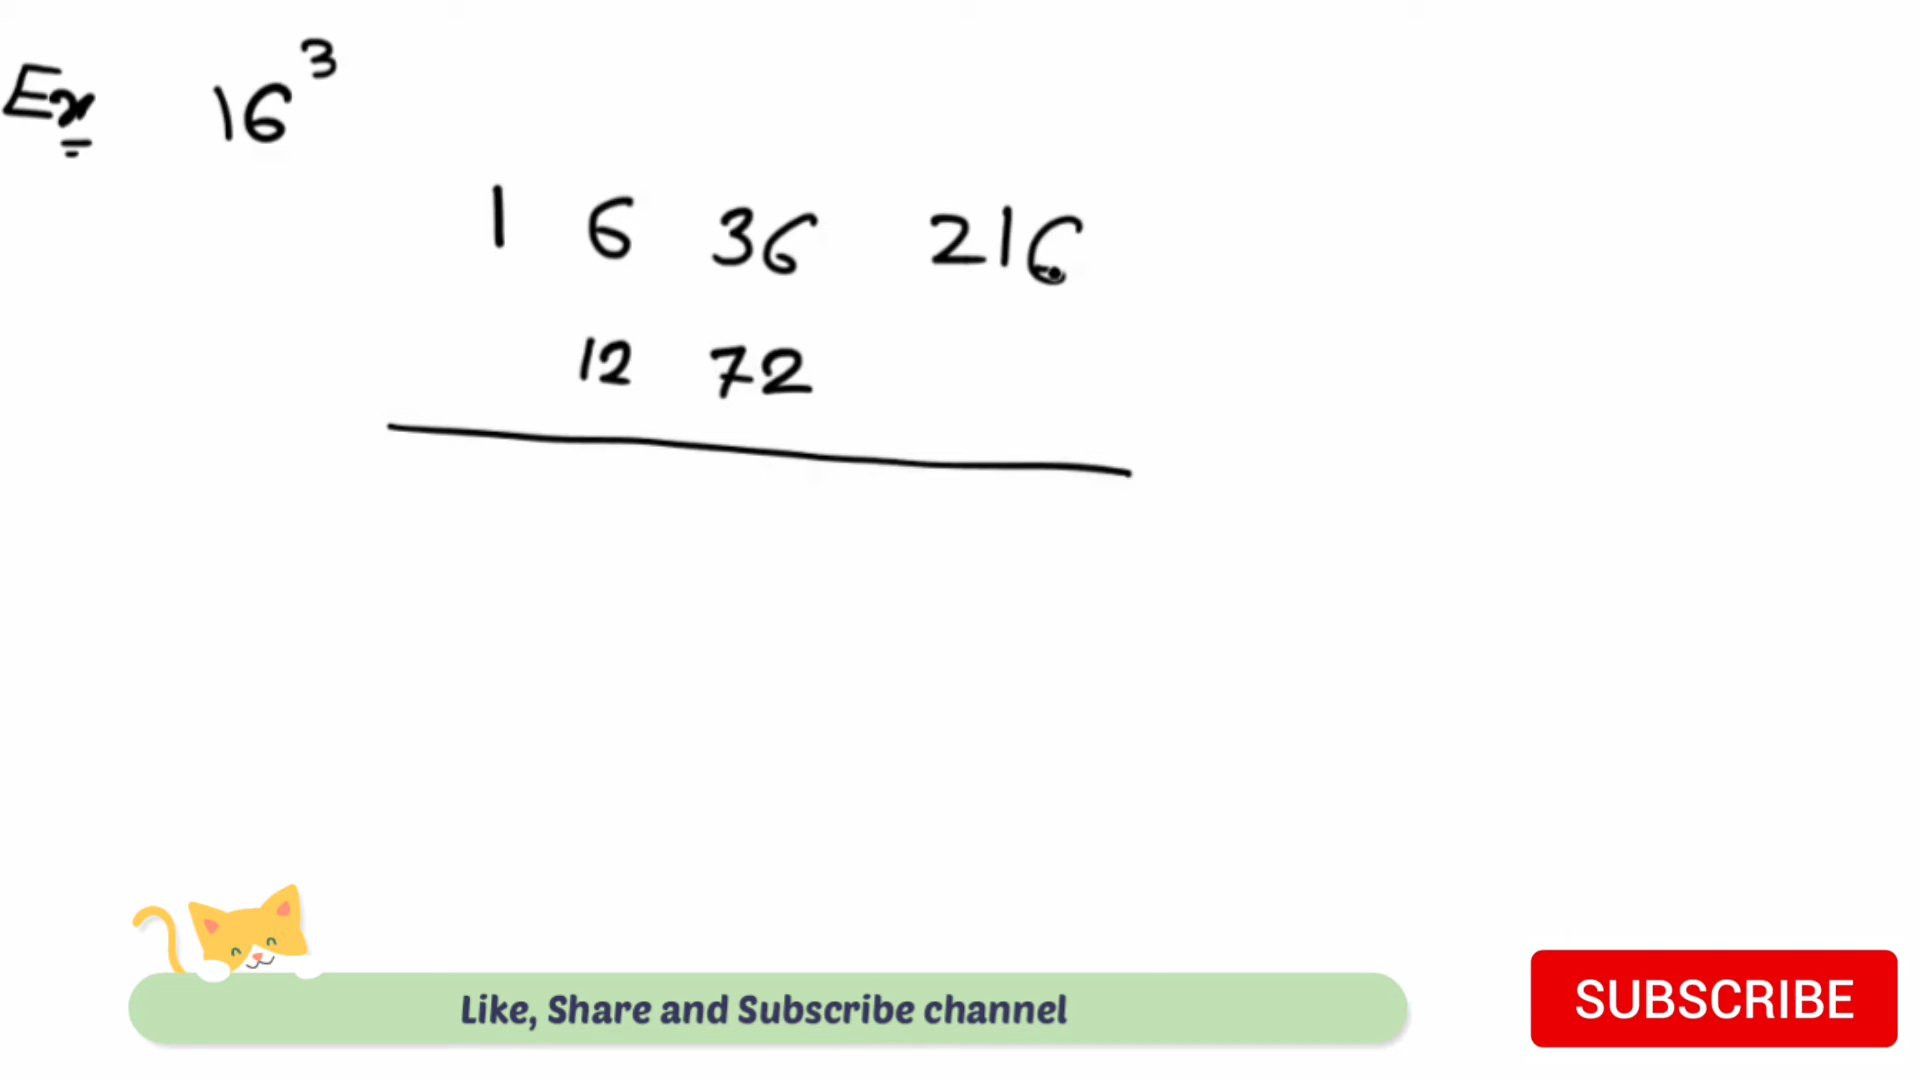 Ex 16³
1 6 36 216
12 72
Like, Share and Subscribe channel
SUBSCRIBE